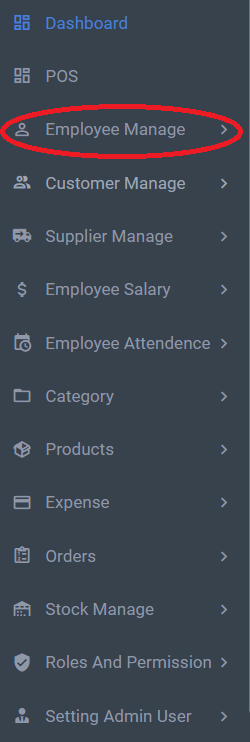 Dashboard
POS
Employee Manage
Customer Manage
Supplier Manage
Employee Salary
Employee Attendence
Category
Products
Expense
Orders
Stock Manage
Roles And Permission
Setting Admin User